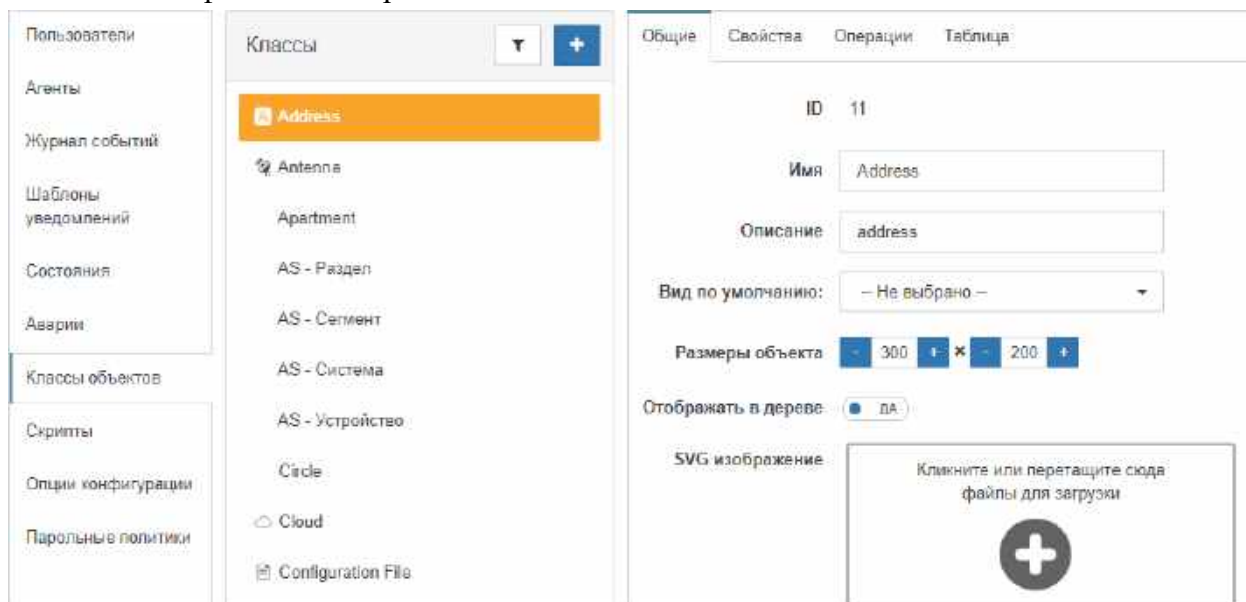 Пользователи
Агенты
Журнал событий
Шаблоны
уведомлений
Состояния
Аварии
Классы объектов
Скрипты
Опции конфигурации
Парольные политики
Классы
Address
Antenna
Apartment
AS - Раздел
AS - Сегмент
AS - Система
AS - Устройство
Circle
Cloud
Configuration File
Общие Свойства Операции Таблица
ID 11
Имя Address
Описание address
Вид по умолчанию: -- Не выбрано --
Размеры объекта - 300 + × - 200 +
Отображать в дереве ДА
SVG изображение
Кликните или перетащите сюда
файлы для загрузки